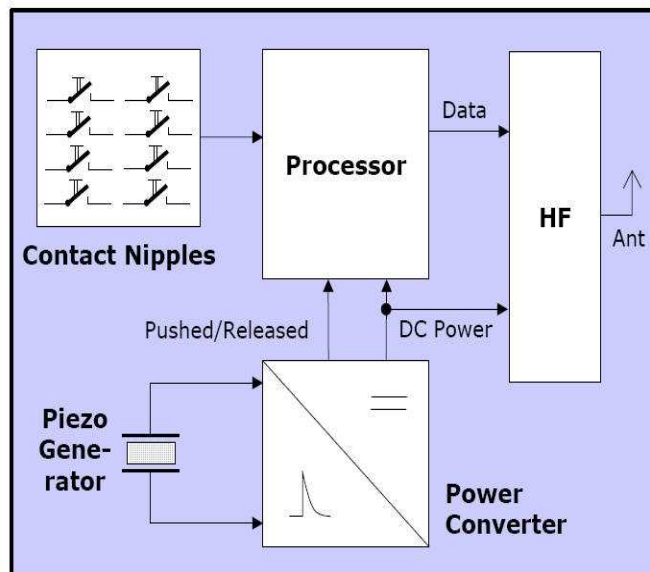 Contact Nipples
Processor
Data
HF
Ant
Pushed/Released
DC Power
Piezo
Gene-
rator
Power
Converter